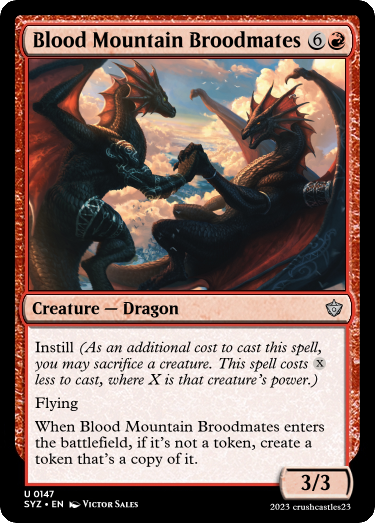 Blood Mountain Broodmates 6
Creature — Dragon
Instill (As an additional cost to cast this spell,
you may sacrifice a creature. This spell costs X
less to cast, where X is that creature's power.)
Flying
When Blood Mountain Broodmates enters
the battlefield, if it's not a token, create a
token that's a copy of it.
3/3
U 0147
SYZ • EN Victor Sales
2023 crushcastles23